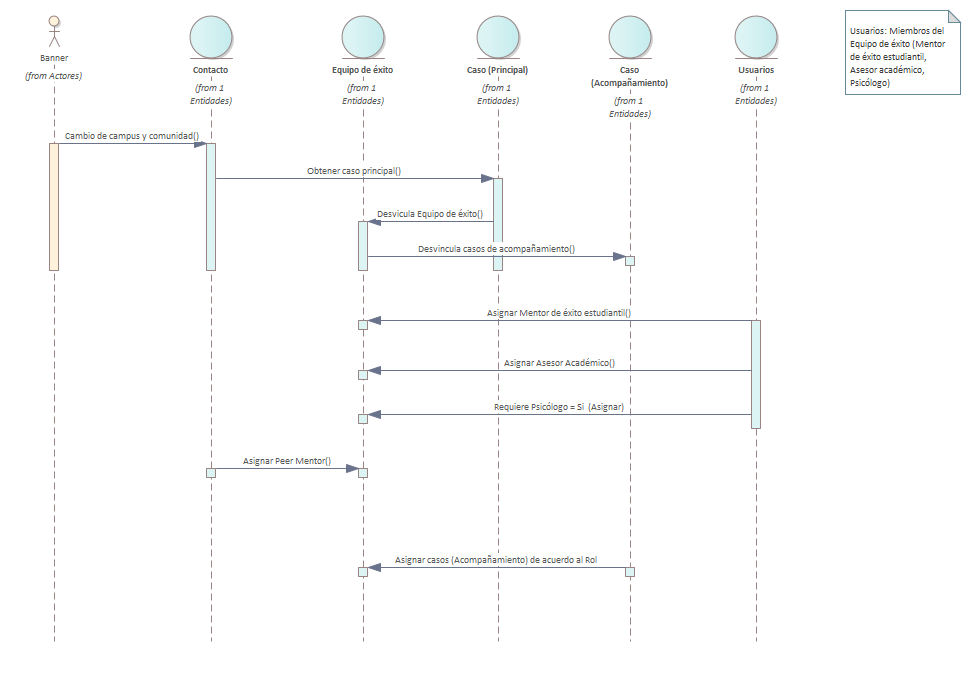 Banner
(from Actores)
Contacto
(from 1
Entidades)
Equipo de éxito
(from 1
Entidades)
Caso (Principal)
(from 1
Entidades)
Caso
(Acompañamiento)
(from 1
Entidades)
Usuarios
(from 1
Entidades)
Usuarios: Miembros del
Equipo de éxito (Mentor
de éxito estudiantil,
Asesor académico,
Psicólogo)
Cambio de campus y comunidad()
Obtener caso principal()
Desvicula Equipo de éxito()
Desvincula casos de acompañamiento()
Asignar Mentor de éxito estudiantil()
Asignar Asesor Académico()
Requiere Psicólogo = Si (Asignar)
Asignar Peer Mentor()
Asignar casos (Acompañamiento) de acuerdo al Rol